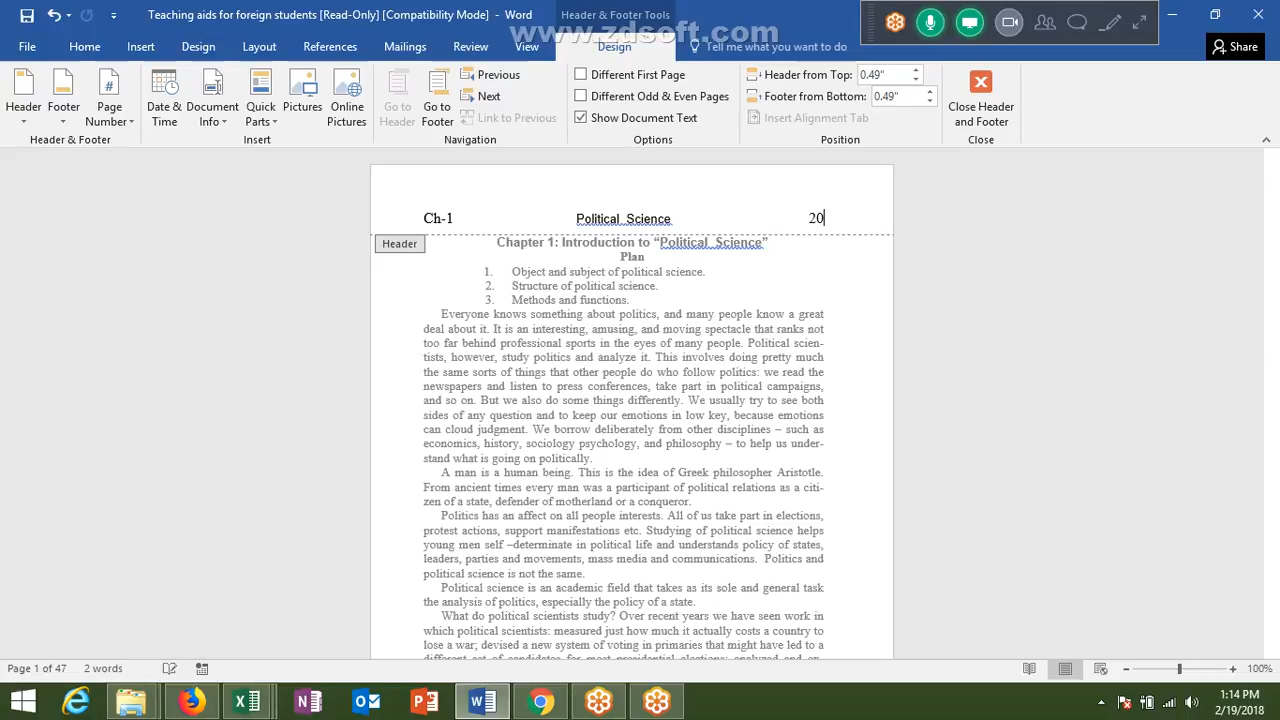 Teaching aids for foreign students [Read-Only] [Compatibility Mode] - Word
Header & Footer Tools
www.zdsoft.com
File Home Insert Design Layout References Mailings Review View Design Tell me what you want to do Share
Header
Footer
Page Number
Header & Footer
Date & Time
Document Info
Quick Parts
Pictures
Online Pictures
Insert
Go to Header
Go to Footer
Previous
Next
Link to Previous
Navigation
Different First Page
Different Odd & Even Pages
Show Document Text
Options
Header from Top: 0.49"
Footer from Bottom: 0.49"
Insert Alignment Tab
Position
Close Header and Footer
Close
Ch-1 Political Science 20
Header
Chapter 1: Introduction to “Political Science”
Plan
1. Object and subject of political science.
2. Structure of political science.
3. Methods and functions.
Everyone knows something about politics, and many people know a great
deal about it. It is an interesting, amusing, and moving spectacle that ranks not
too far behind professional sports in the eyes of many people. Political scien-
tists, however, study politics and analyze it. This involves doing pretty much
the same sorts of things that other people do who follow politics: we read the
newspapers and listen to press conferences, take part in political campaigns,
and so on. But we also do some things differently. We usually try to see both
sides of any question and to keep our emotions in low key, because emotions
can cloud judgment. We borrow deliberately from other disciplines – such as
economics, history, sociology psychology, and philosophy – to help us under-
stand what is going on politically.
A man is a human being. This is the idea of Greek philosopher Aristotle.
From ancient times every man was a participant of political relations as a citi-
zen of a state, defender of motherland or a conqueror.
Politics has an affect on all people interests. All of us take part in elections,
protest actions, support manifestations etc. Studying of political science helps
young men self –determinate in political life and understands policy of states,
leaders, parties and movements, mass media and communications. Politics and
political science is not the same.
Political science is an academic field that takes as its sole and general task
the analysis of politics, especially the policy of a state.
What do political scientists study? Over recent years we have seen work in
which political scientists: measured just how much it actually costs a country to
lose a war; devised a new system of voting in primaries that might have led to a
different set of candidates for most presidential elections; analyzed and ex-
Page 1 of 47 2 words 100%
1:14 PM
2/19/2018